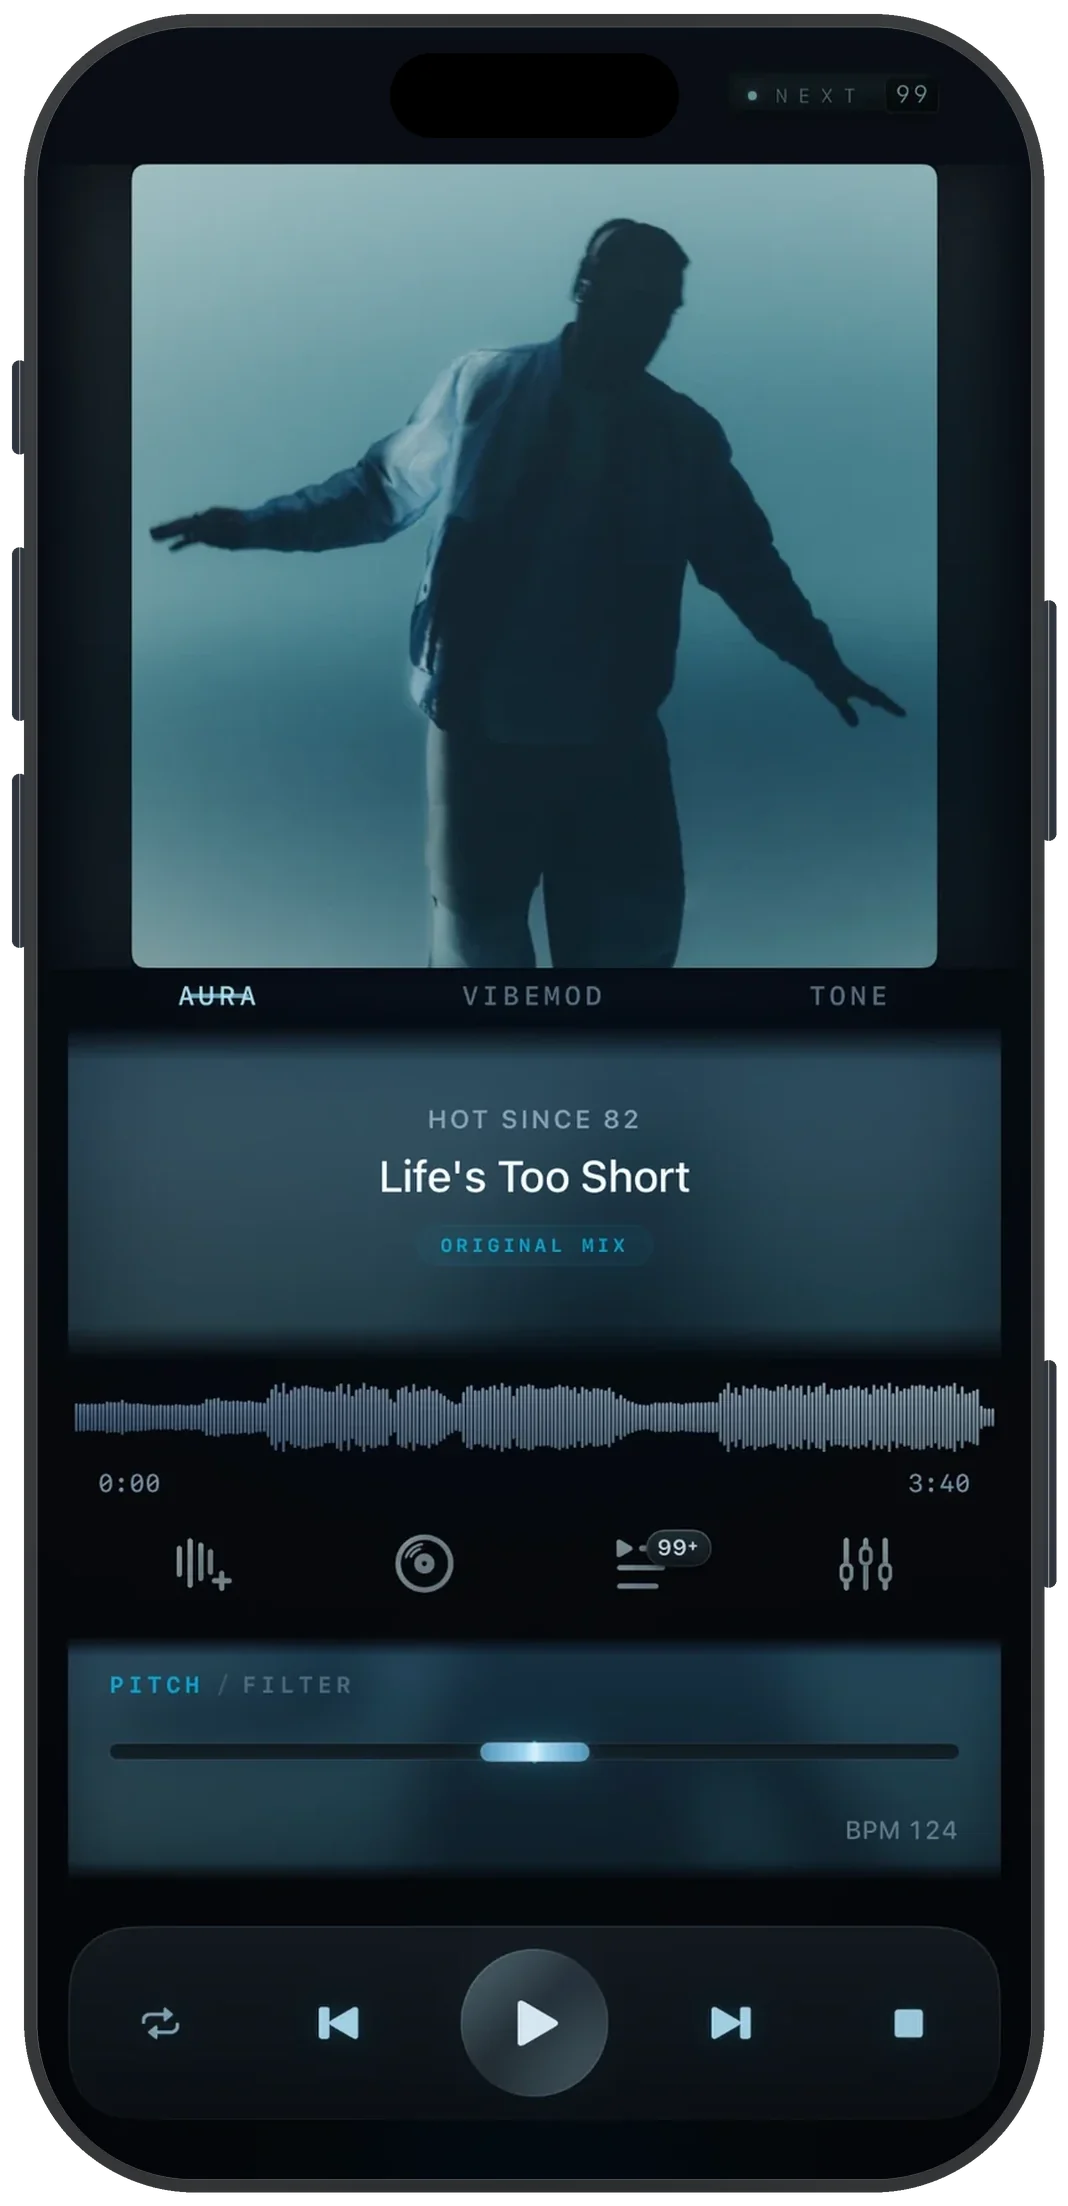 NEXT 99
AURA VIBEMOD TONE
HOT SINCE 82
Life's Too Short
ORIGINAL MIX
0:00 3:40
99+
PITCH / FILTER
BPM 124